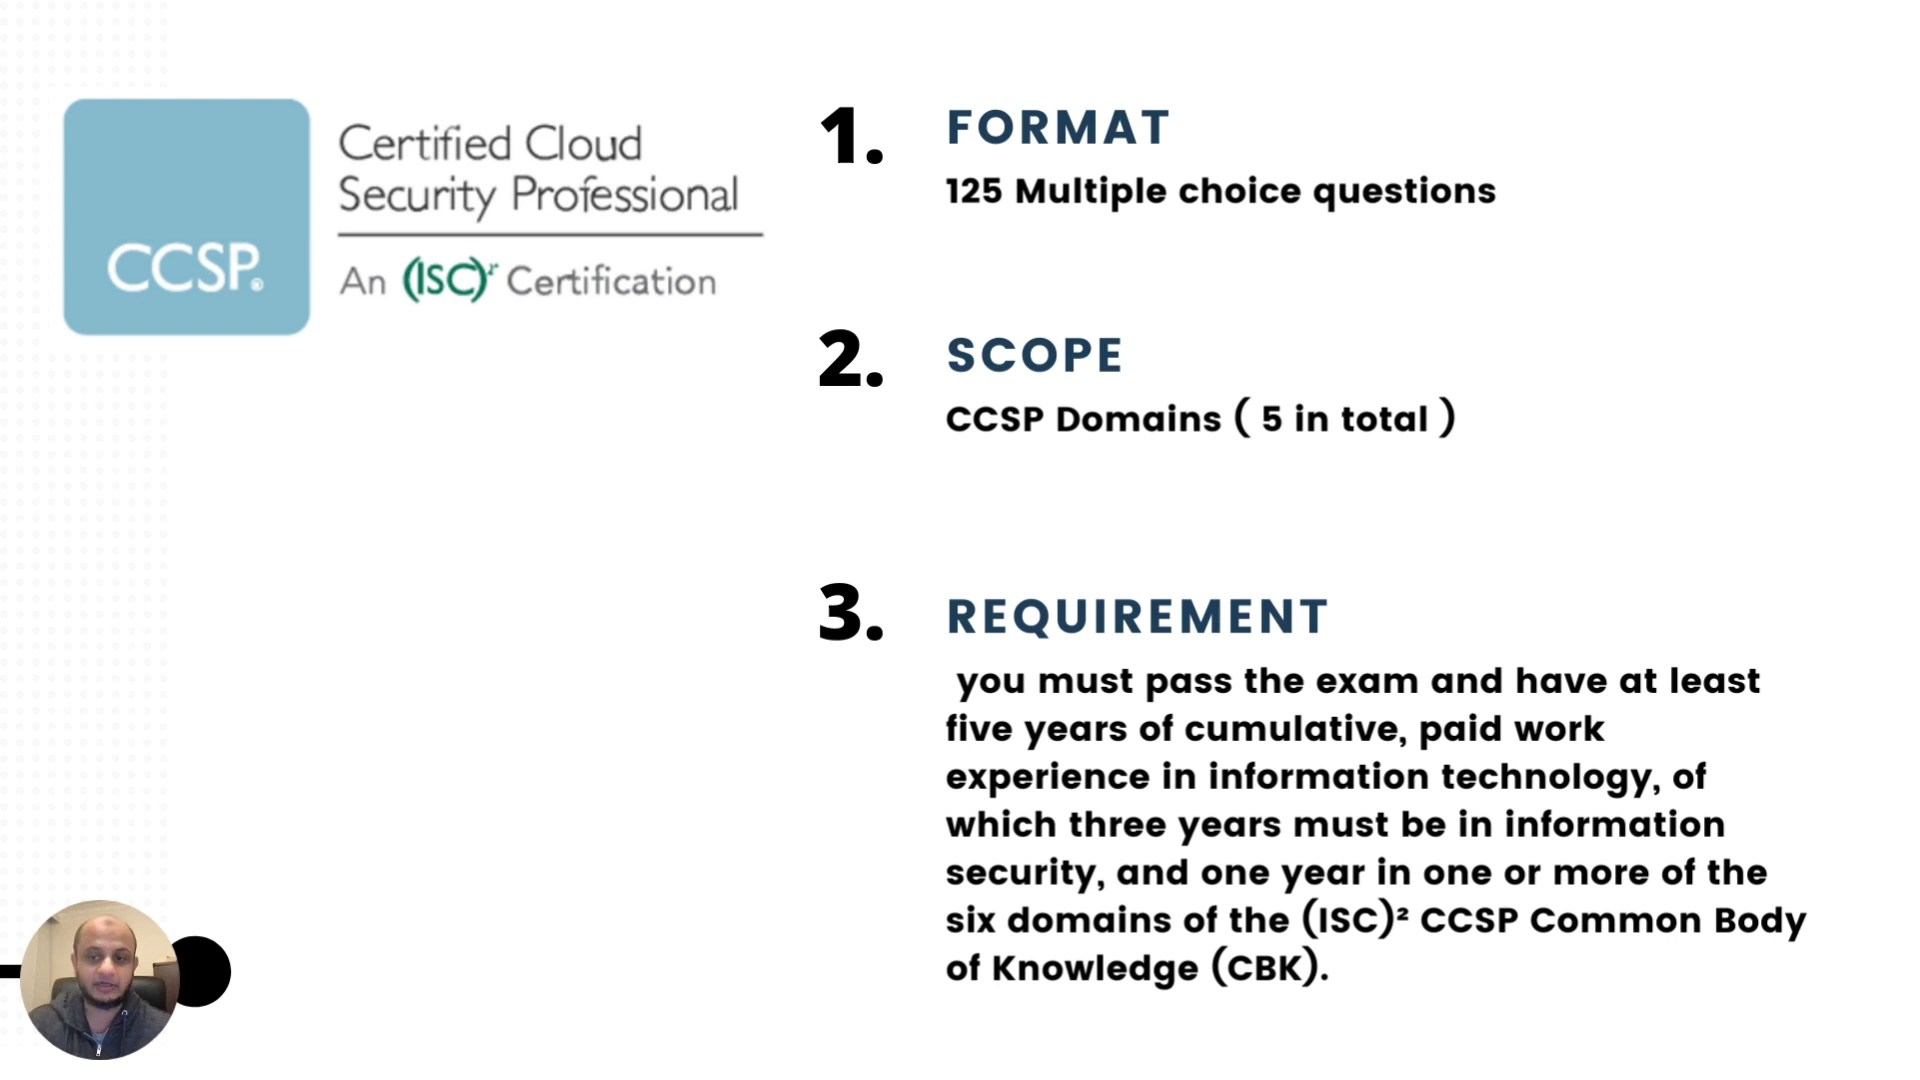 CCSP®
Certified Cloud
Security Professional
An (ISC)² Certification
1. FORMAT
125 Multiple choice questions
2. SCOPE
CCSP Domains ( 5 in total )
3. REQUIREMENT
you must pass the exam and have at least
five years of cumulative, paid work
experience in information technology, of
which three years must be in information
security, and one year in one or more of the
six domains of the (ISC)² CCSP Common Body
of Knowledge (CBK).